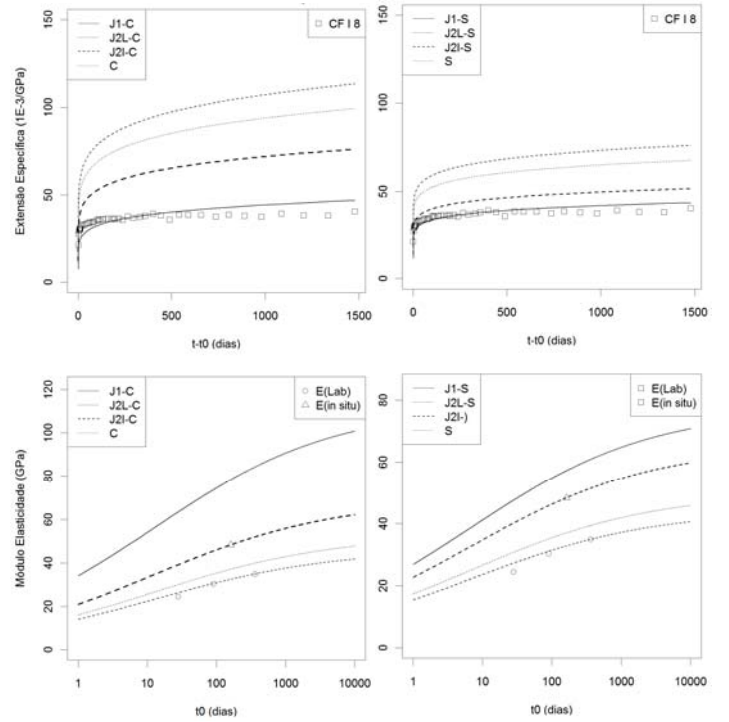 J1-C
J2L-C
J2I-C
C
CF I 8
Extensão Específica (1E-3/GPa)
0
50
100
150
0
500
1000
1500
t-t0 (dias)
J1-S
J2L-S
J2I-S
S
CF I 8
0
50
100
150
0
500
1000
1500
t-t0 (dias)
J1-C
J2L-C
J2I-C
C
E(Lab)
E(in situ)
Módulo Elasticidade (GPa)
0
20
40
60
80
100
120
1
10
100
1000
10000
t0 (dias)
J1-S
J2L-S
J2I-)
S
E(Lab)
E(in situ)
0
20
40
60
80
1
10
100
1000
10000
t0 (dias)